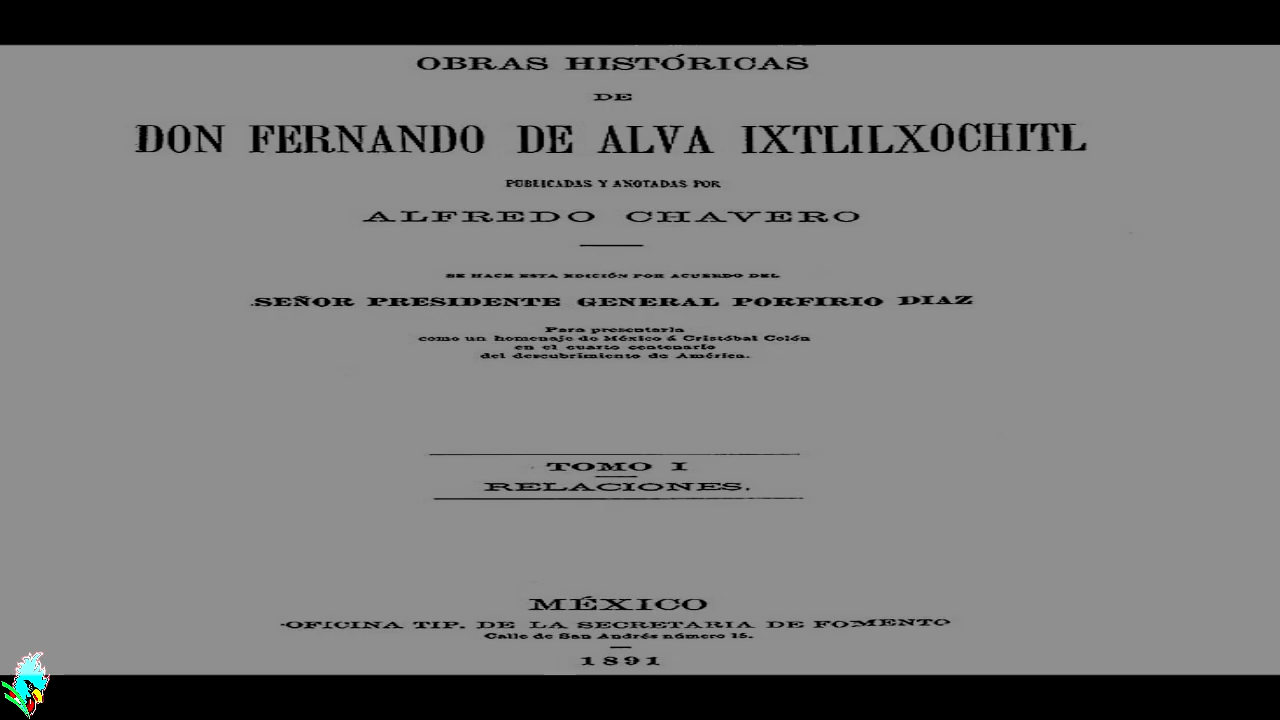 OBRAS HISTÓRICAS
DE
DON FERNANDO DE ALVA IXTLILXOCHITL
PUBLICADAS Y ANOTADAS POR
ALFREDO CHAVERO
SE HACE ESTA EDICIÓN POR ACUERDO DEL
SEÑOR PRESIDENTE GENERAL PORFIRIO DIAZ
Para presentarla
como un homenaje de México á Cristóbal Colón
en el cuarto centenario
del descubrimiento de América.
TOMO I
RELACIONES.
MÉXICO
OFICINA TIP. DE LA SECRETARIA DE FOMENTO
Calle de San Andrés número 15.
1891